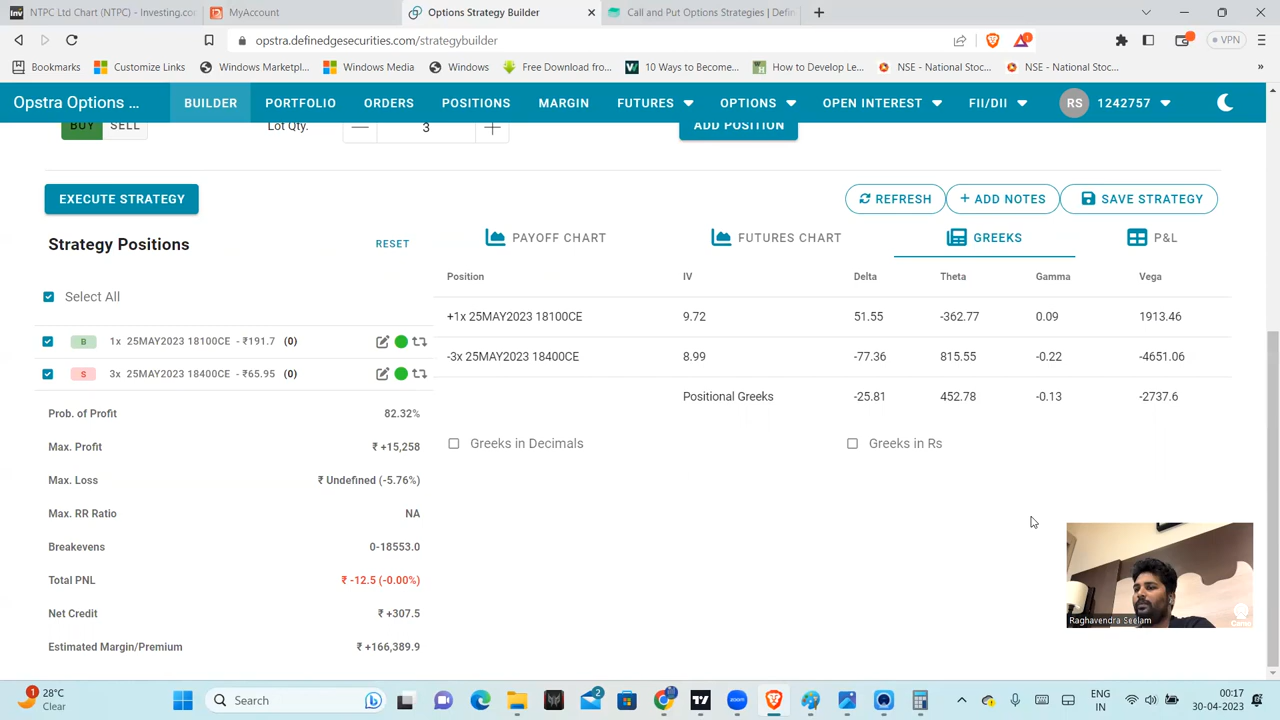 NTPC Ltd (NTPC) - Investing.co
MyAccount
Options Strategy Builder
Call and Put Options Strategies | Defin
opstra.definedgesecurities.com/strategybuilder
VPN
Bookmarks
Customize Links
Windows Marketpl...
Windows Media
Windows
Free Download fro...
10 Ways to Become...
How to Develop Le...
NSE - National Stoc...
NSE - National Stoc...
Opstra Options ...
BUILDER
PORTFOLIO
ORDERS
POSITIONS
MARGIN
FUTURES
OPTIONS
OPEN INTEREST
FII/DII
RS
1242757
BUY
SELL
Lot Qty.
3
ADD POSITION
EXECUTE STRATEGY
REFRESH
+ ADD NOTES
SAVE STRATEGY
Strategy Positions
RESET
PAYOFF CHART
FUTURES CHART
GREEKS
P&L
Position IV Delta Theta Gamma Vega
Select All
+1x 25MAY2023 18100CE 9.72 51.55 -362.77 0.09 1913.46
B 1x 25MAY2023 18100CE - ₹191.7 (0)
-3x 25MAY2023 18400CE 8.99 -77.36 815.55 -0.22 -4651.06
S 3x 25MAY2023 18400CE - ₹65.95 (0)
Positional Greeks -25.81 452.78 -0.13 -2737.6
Prob. of Profit 82.32%
Greeks in Decimals
Greeks in Rs
Max. Profit ₹ +15,258
Max. Loss ₹ Undefined (-5.76%)
Max. RR Ratio NA
Breakevens 0-18553.0
Total PNL ₹ -12.5 (-0.00%)
Net Credit ₹ +307.5
Estimated Margin/Premium ₹ +166,389.9
Raghavendra Seelam
1
28°C
Clear
Search
2
ENG
IN
00:17
30-04-2023